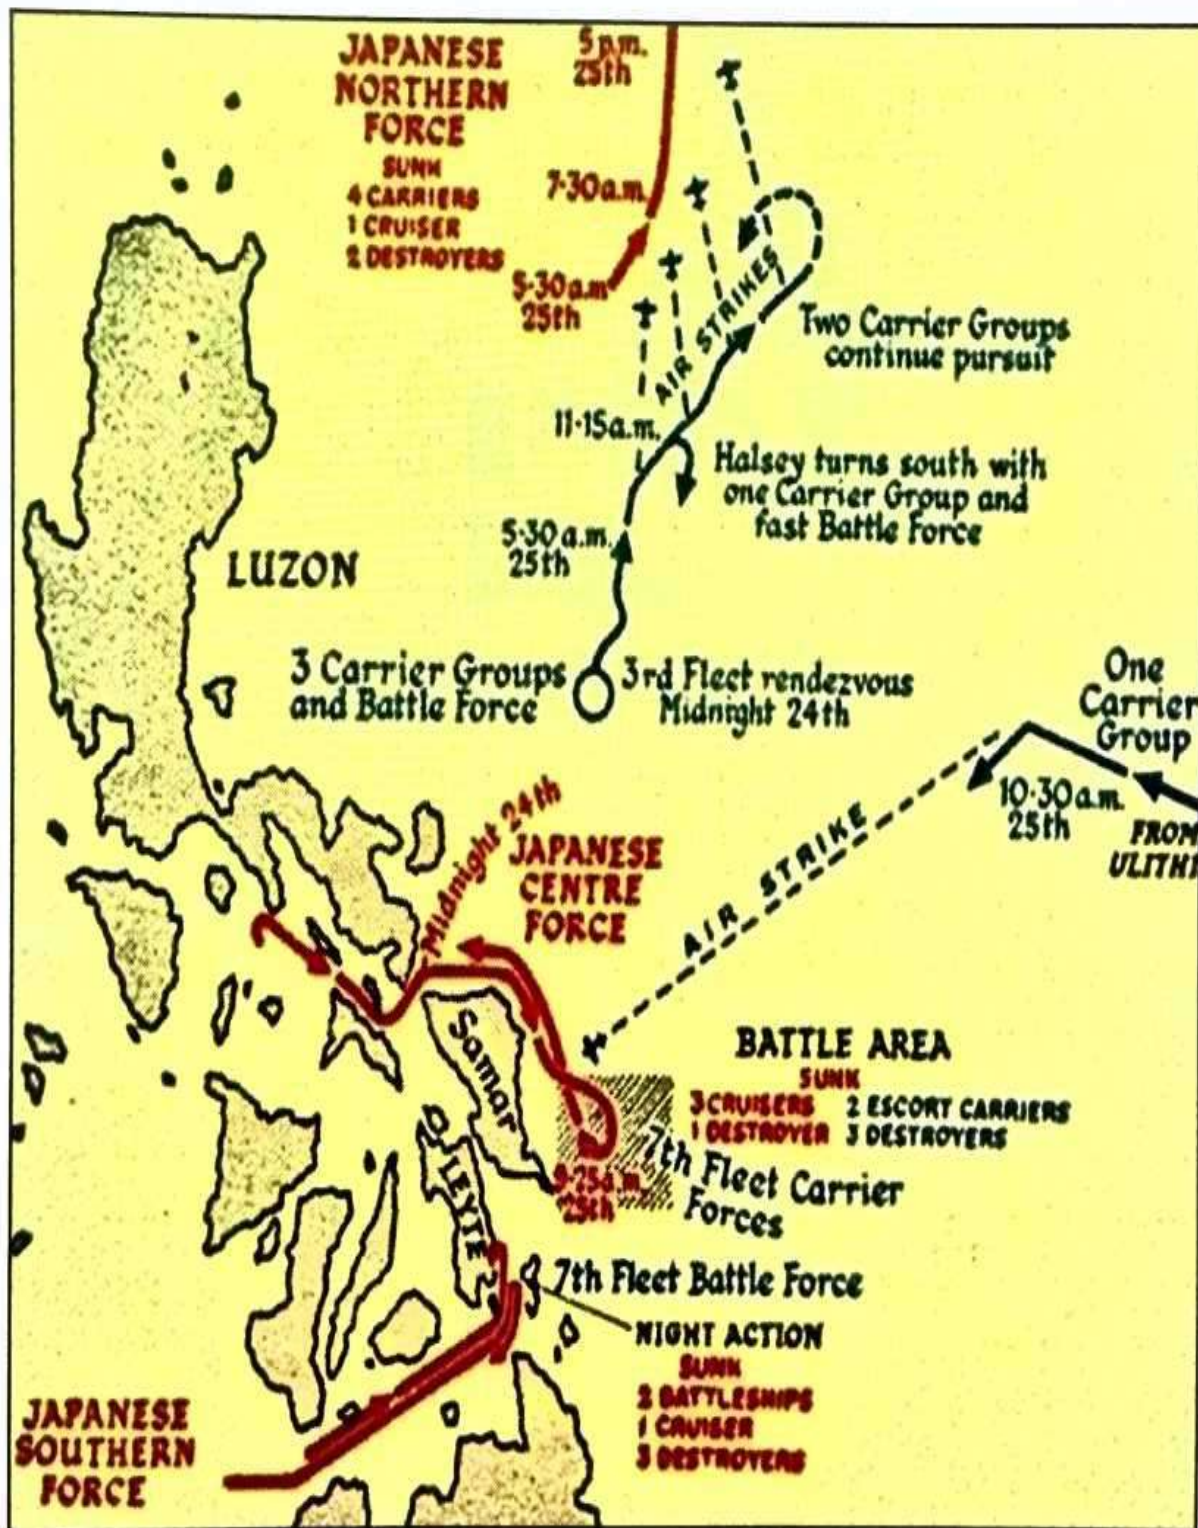 JAPANESE
NORTHERN
FORCE
SUNK
4 CARRIERS
1 CRUISER
2 DESTROYERS
5 p.m.
25th
7·30 a.m.
5·30 a.m
25th
AIR STRIKES
Two Carrier Groups
continue pursuit
11·15 a.m.
Halsey turns south with
one Carrier Group and
fast Battle Force
5·30 a.m.
25th
LUZON
3 Carrier Groups
and Battle Force
3rd Fleet rendezvous
Midnight 24th
One
Carrier
Group
10·30 a.m.
25th
FROM
ULITHI
AIR STRIKE
Midnight 24th
JAPANESE
CENTRE
FORCE
Samar
BATTLE AREA
SUNK
3 CRUISERS 2 ESCORT CARRIERS
1 DESTROYER 3 DESTROYERS
7th Fleet Carrier
Forces
25 a.m.
25th
LEYTE
7th Fleet Battle Force
NIGHT ACTION
SUNK
2 BATTLESHIPS
1 CRUISER
3 DESTROYERS
JAPANESE
SOUTHERN
FORCE